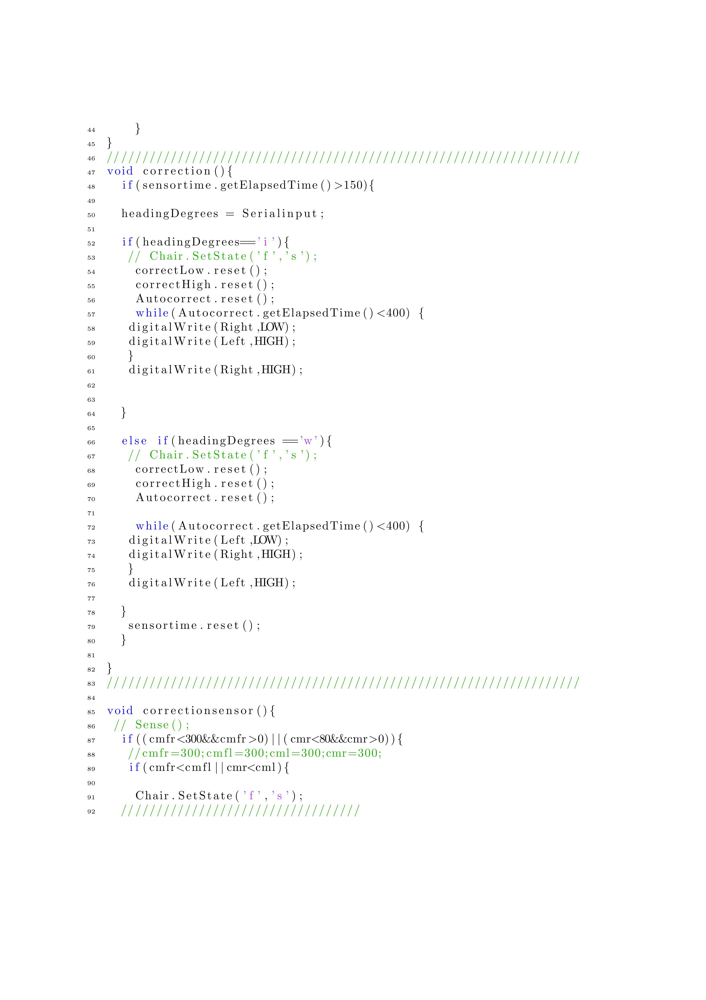 44 }
45 }
46 ///////////////////////////////////////////////////////////////////
47 void correction(){
48 if(sensortime.getElapsedTime()>150){
49
50 headingDegrees = Serialinput;
51
52 if(headingDegrees=='i'){
53 // Chair.SetState('f','s');
54 correctLow.reset();
55 correctHigh.reset();
56 Autocorrect.reset();
57 while(Autocorrect.getElapsedTime()<400) {
58 digitalWrite(Right,LOW);
59 digitalWrite(Left,HIGH);
60 }
61 digitalWrite(Right,HIGH);
62
63
64 }
65
66 else if(headingDegrees =='w'){
67 // Chair.SetState('f','s');
68 correctLow.reset();
69 correctHigh.reset();
70 Autocorrect.reset();
71
72 while(Autocorrect.getElapsedTime()<400) {
73 digitalWrite(Left,LOW);
74 digitalWrite(Right,HIGH);
75 }
76 digitalWrite(Left,HIGH);
77
78 }
79 sensortime.reset();
80 }
81
82 }
83 ///////////////////////////////////////////////////////////////////
84
85 void correctionsensor(){
86 // Sense();
87 if((cmfr<300&&cmfr>0)||(cmr<80&&cmr>0)){
88 //cmfr=300;cmfl=300;cml=300;cmr=300;
89 if(cmfr<cmfl||cmr<cml){
90
91 Chair.SetState('f','s');
92 //////////////////////////////////